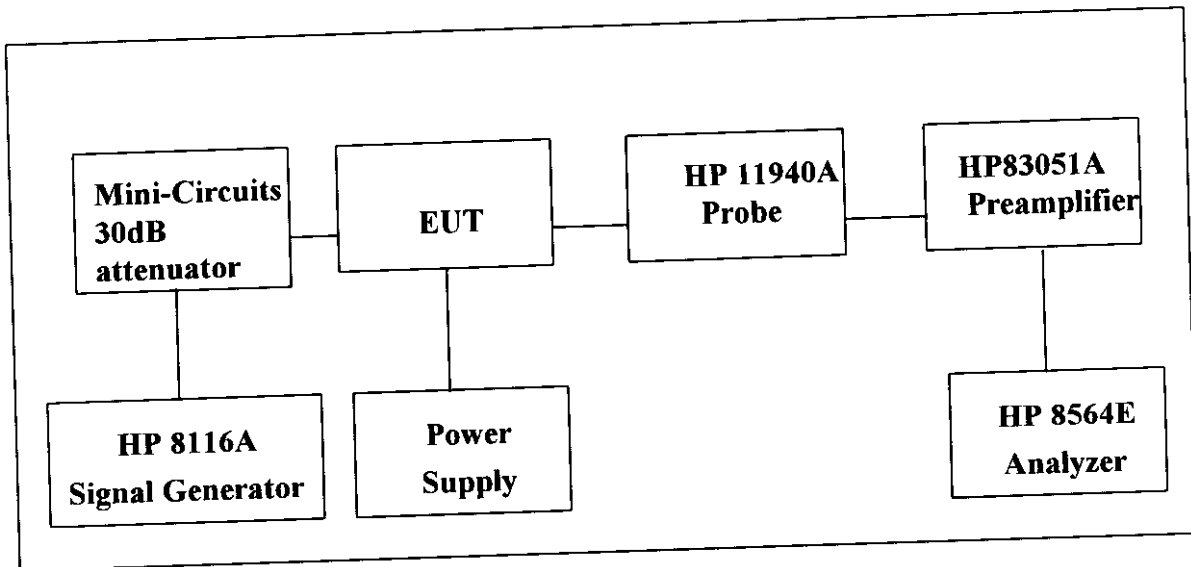 Mini-Circuits
30dB
attenuator
EUT
HP 11940A
Probe
HP83051A
Preamplifier
HP 8116A
Signal Generator
Power
Supply
HP 8564E
Analyzer